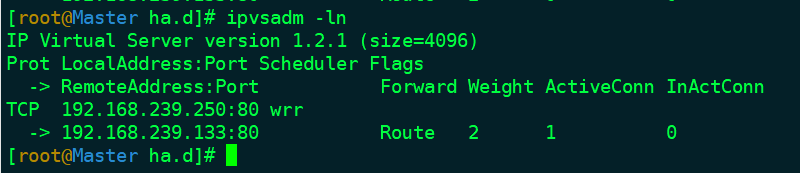 [root@Master ha.d]# ipvsadm -ln
IP Virtual Server version 1.2.1 (size=4096)
Prot LocalAddress:Port Scheduler Flags
  -> RemoteAddress:Port           Forward Weight ActiveConn InActConn
TCP  192.168.239.250:80 wrr
  -> 192.168.239.133:80           Route   2      1          0
[root@Master ha.d]#